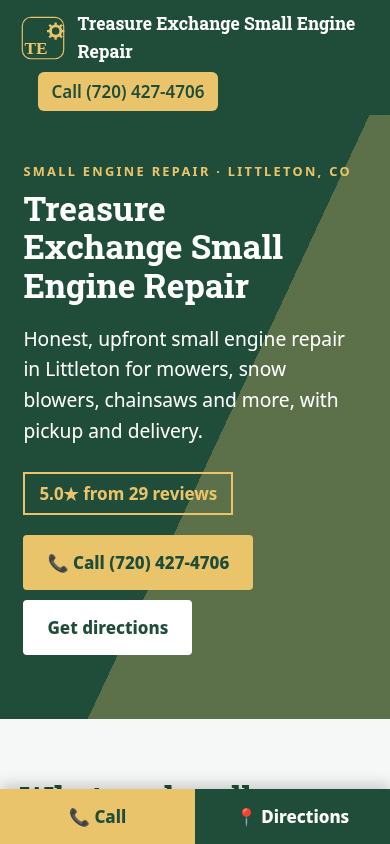 TE
Treasure Exchange Small Engine
Repair
Call (720) 427-4706
SMALL ENGINE REPAIR · LITTLETON, CO
Treasure
Exchange Small
Engine Repair
Honest, upfront small engine repair
in Littleton for mowers, snow
blowers, chainsaws and more, with
pickup and delivery.
5.0★ from 29 reviews
📞 Call (720) 427-4706
Get directions
📞 Call
📍 Directions